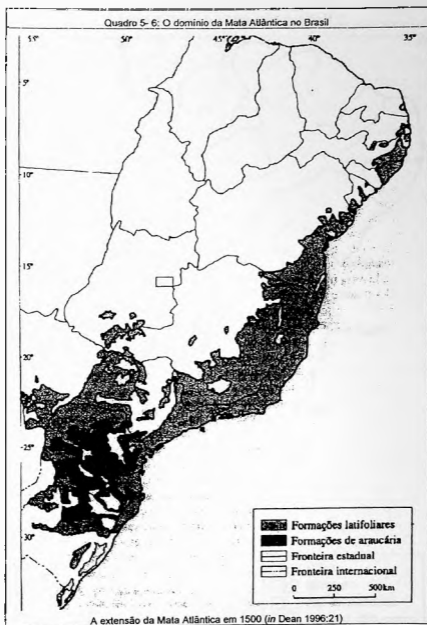 Quadro 5- 6: O domínio da Mata Atlântica no Brasil
55° 50° 45° 40° 35°
5°
10°
15°
20°
25°
30°
Formações latifoliares
Formações de araucária
Fronteira estadual
Fronteira internacional
0 250 500km
A extensão da Mata Atlântica em 1500 (in Dean 1996:21)